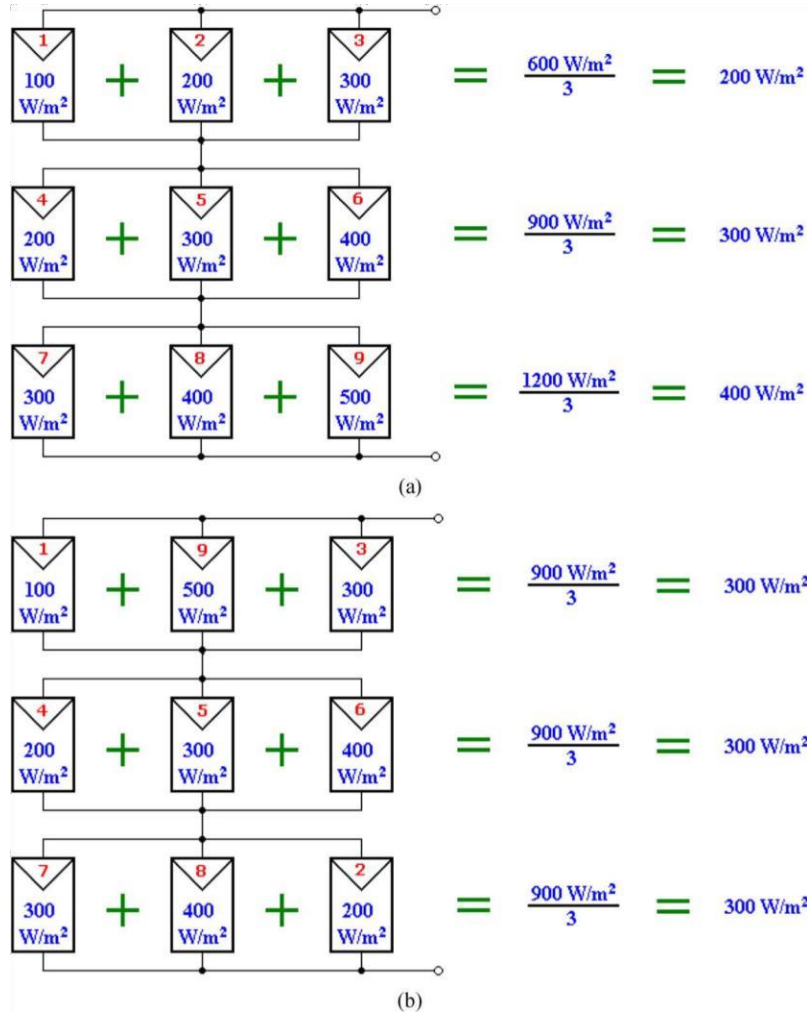 1 2 3
100 W/m² + 200 W/m² + 300 W/m² = 600 W/m² / 3 = 200 W/m²
4 5 6
200 W/m² + 300 W/m² + 400 W/m² = 900 W/m² / 3 = 300 W/m²
7 8 9
300 W/m² + 400 W/m² + 500 W/m² = 1200 W/m² / 3 = 400 W/m²
(a)
1 9 3
100 W/m² + 500 W/m² + 300 W/m² = 900 W/m² / 3 = 300 W/m²
4 5 6
200 W/m² + 300 W/m² + 400 W/m² = 900 W/m² / 3 = 300 W/m²
7 8 2
300 W/m² + 400 W/m² + 200 W/m² = 900 W/m² / 3 = 300 W/m²
(b)